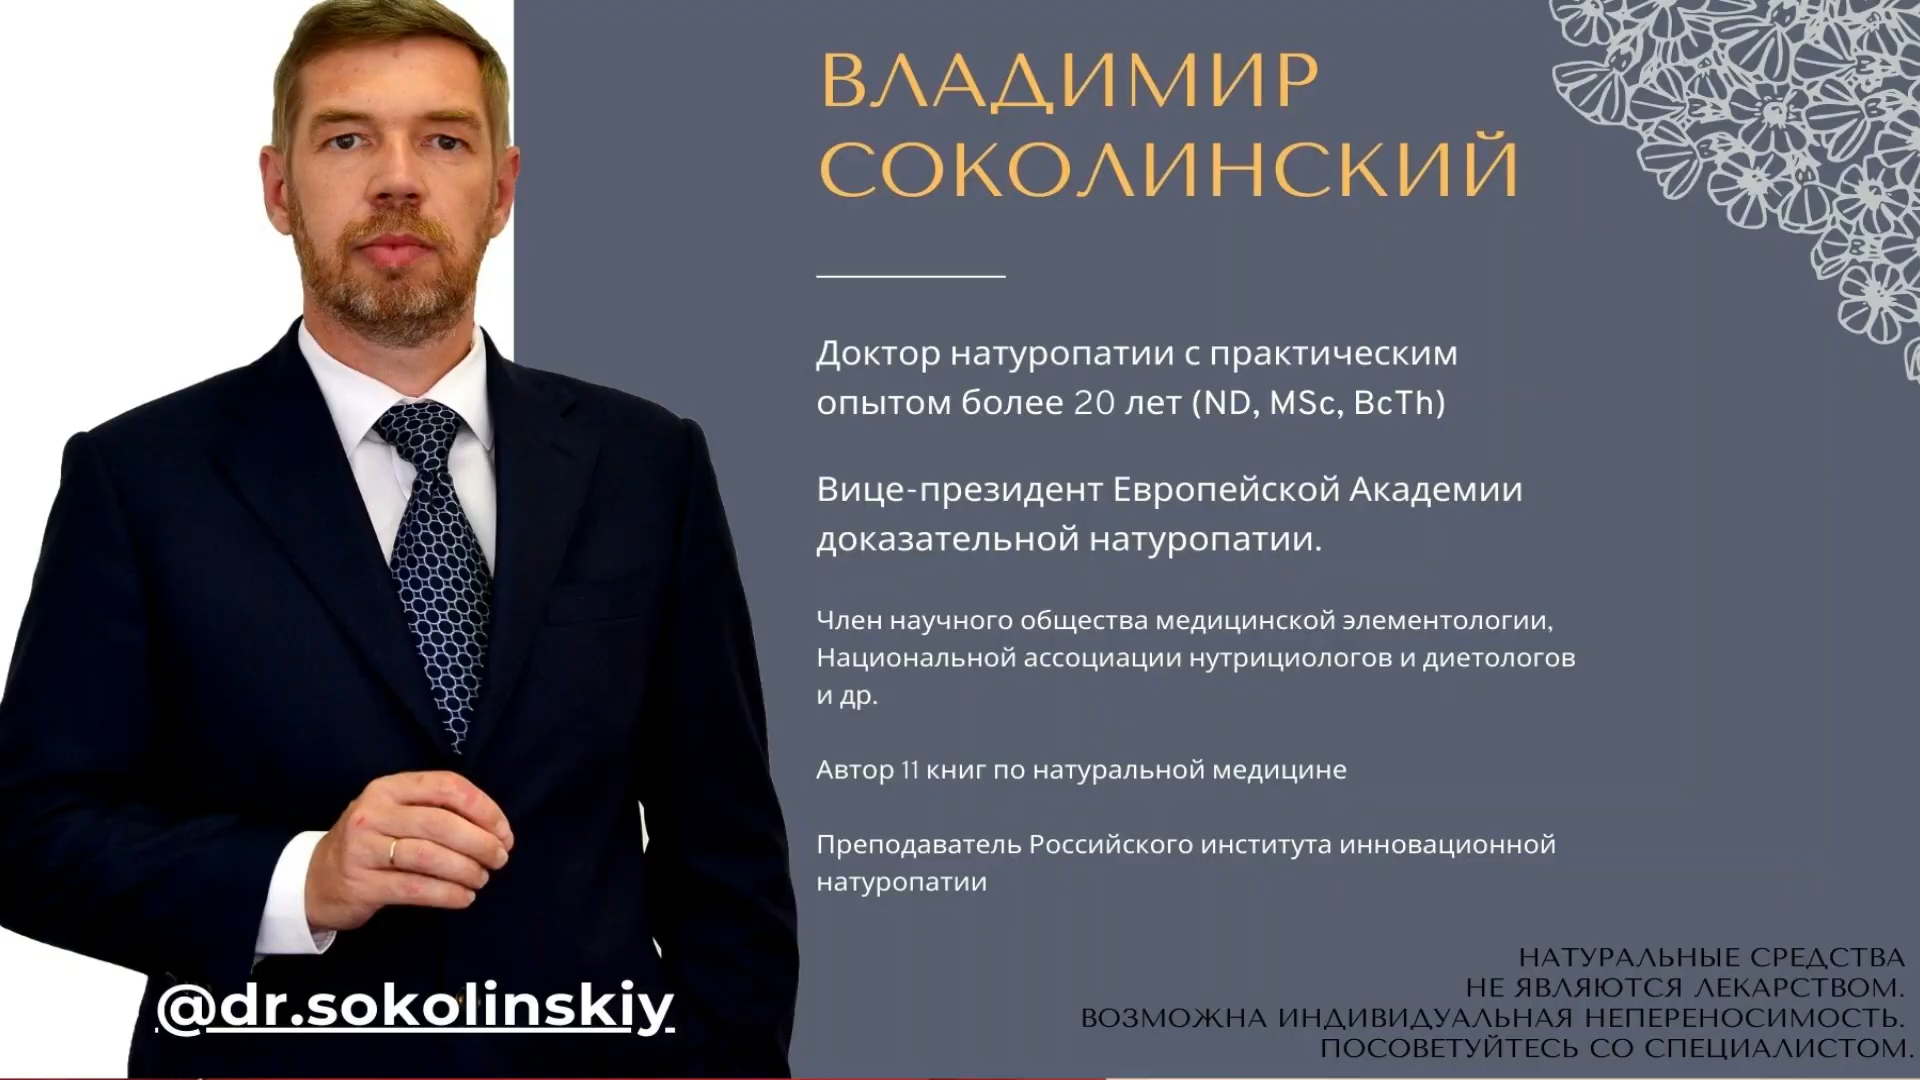 ВЛАДИМИР
СОКОЛИНСКИЙ
Доктор натуропатии с практическим
опытом более 20 лет (ND, MSc, BcTh)
Вице-президент Европейской Академии
доказательной натуропатии.
Член научного общества медицинской элементологии,
Национальной ассоциации нутрициологов и диетологов
и др.
Автор 11 книг по натуральной медицине
Преподаватель Российского института инновационной
натуропатии
@dr.sokolinskiy
НАТУРАЛЬНЫЕ СРЕДСТВА
НЕ ЯВЛЯЮТСЯ ЛЕКАРСТВОМ.
ВОЗМОЖНА ИНДИВИДУАЛЬНАЯ НЕПЕРЕНОСИМОСТЬ.
ПОСОВЕТУЙТЕСЬ СО СПЕЦИАЛИСТОМ.